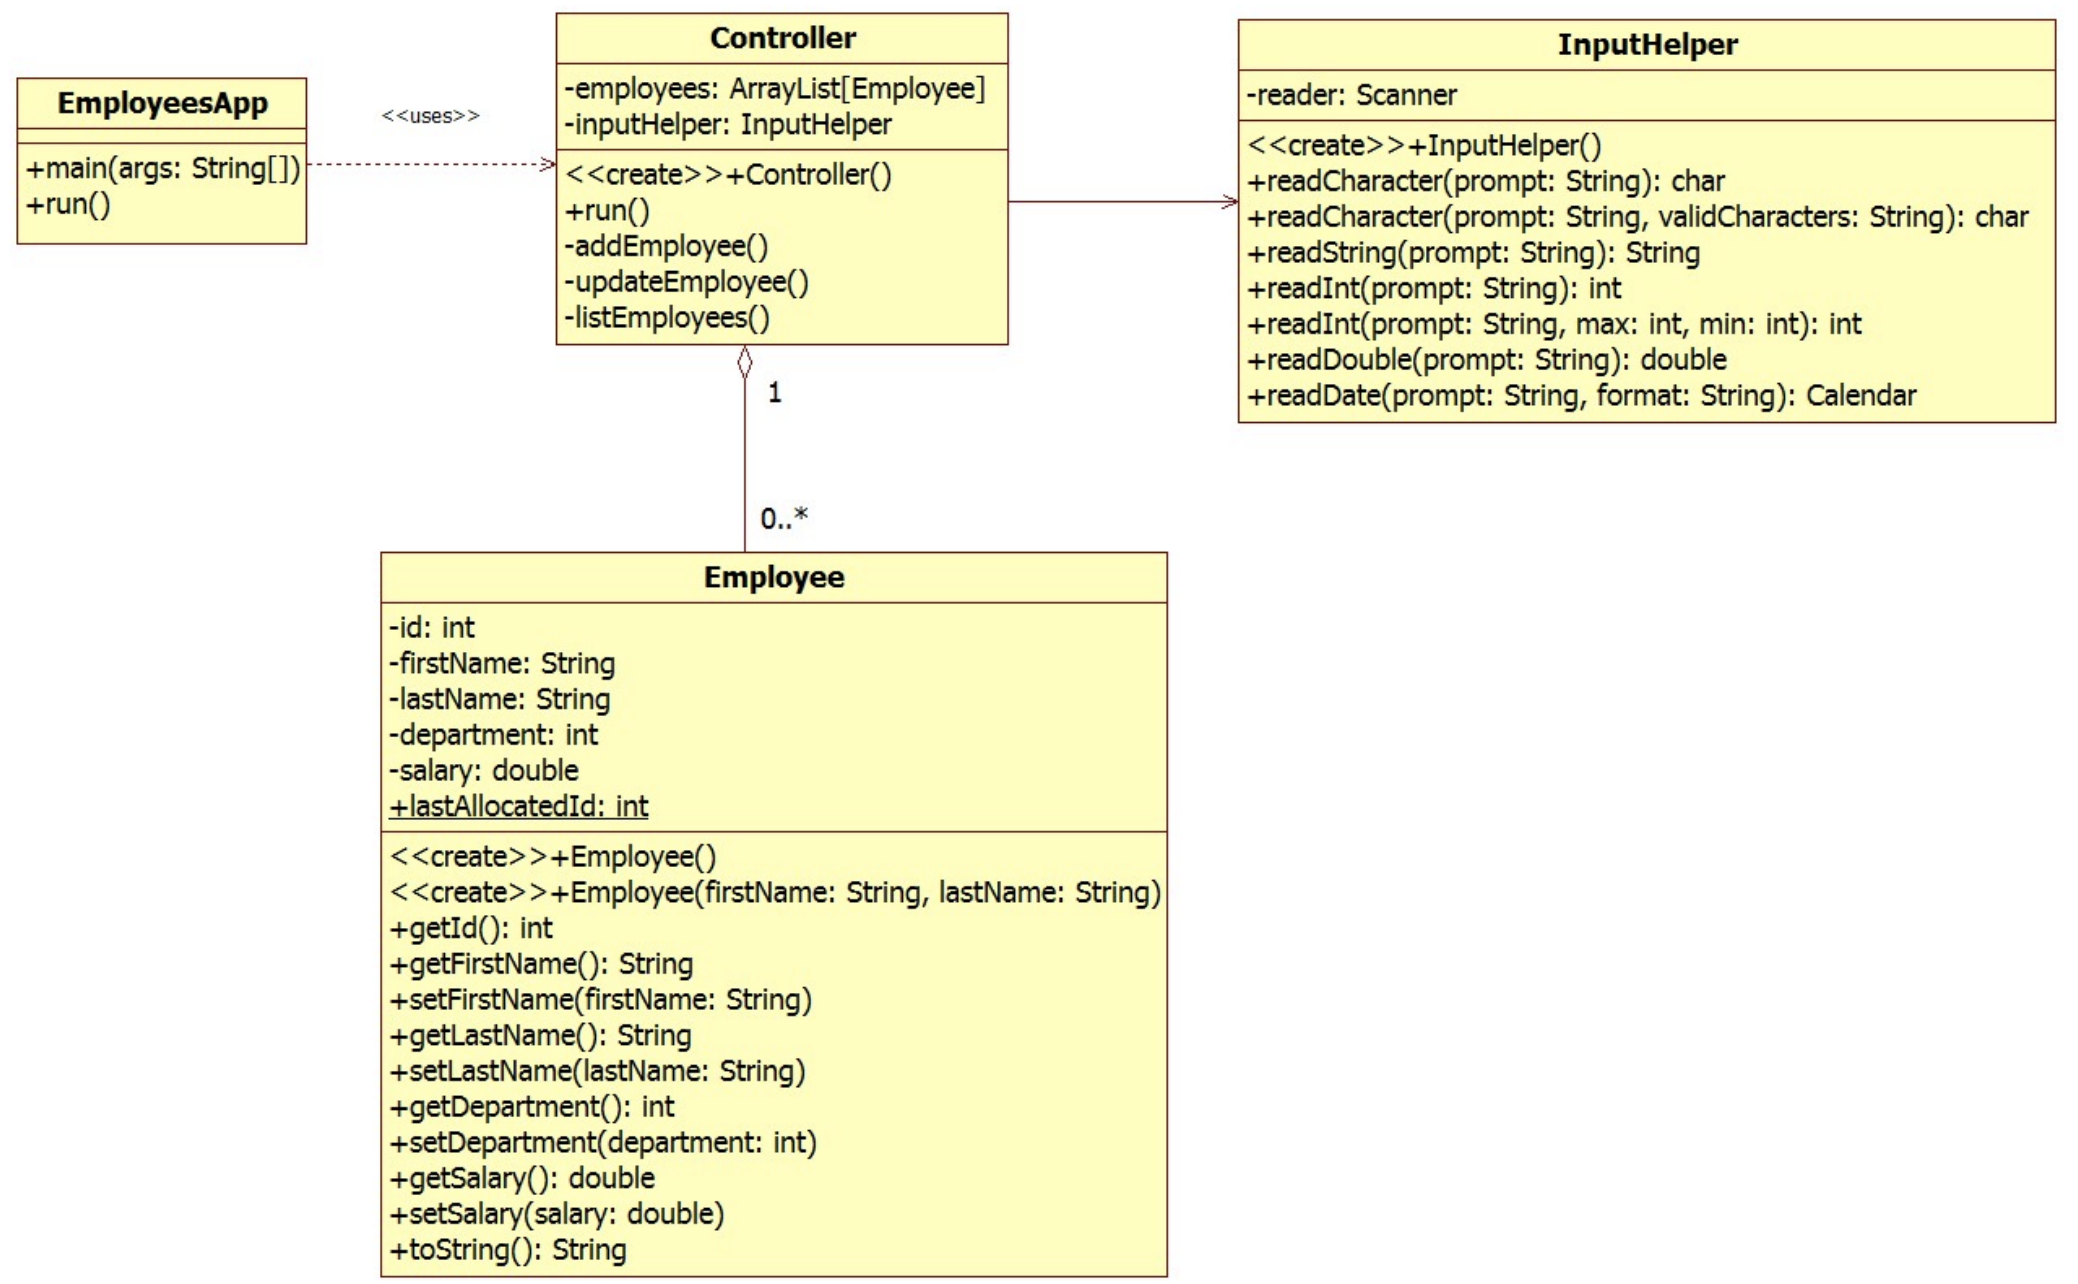 EmployeesApp
+main(args: String[])
+run()
<<uses>>
Controller
-employees: ArrayList[Employee]
-inputHelper: InputHelper
<<create>>+Controller()
+run()
-addEmployee()
-updateEmployee()
-listEmployees()
InputHelper
-reader: Scanner
<<create>>+InputHelper()
+readCharacter(prompt: String): char
+readCharacter(prompt: String, validCharacters: String): char
+readString(prompt: String): String
+readInt(prompt: String): int
+readInt(prompt: String, max: int, min: int): int
+readDouble(prompt: String): double
+readDate(prompt: String, format: String): Calendar
1
0..*
Employee
-id: int
-firstName: String
-lastName: String
-department: int
-salary: double
+lastAllocatedId: int
<<create>>+Employee()
<<create>>+Employee(firstName: String, lastName: String)
+getId(): int
+getFirstName(): String
+setFirstName(firstName: String)
+getLastName(): String
+setLastName(lastName: String)
+getDepartment(): int
+setDepartment(department: int)
+getSalary(): double
+setSalary(salary: double)
+toString(): String